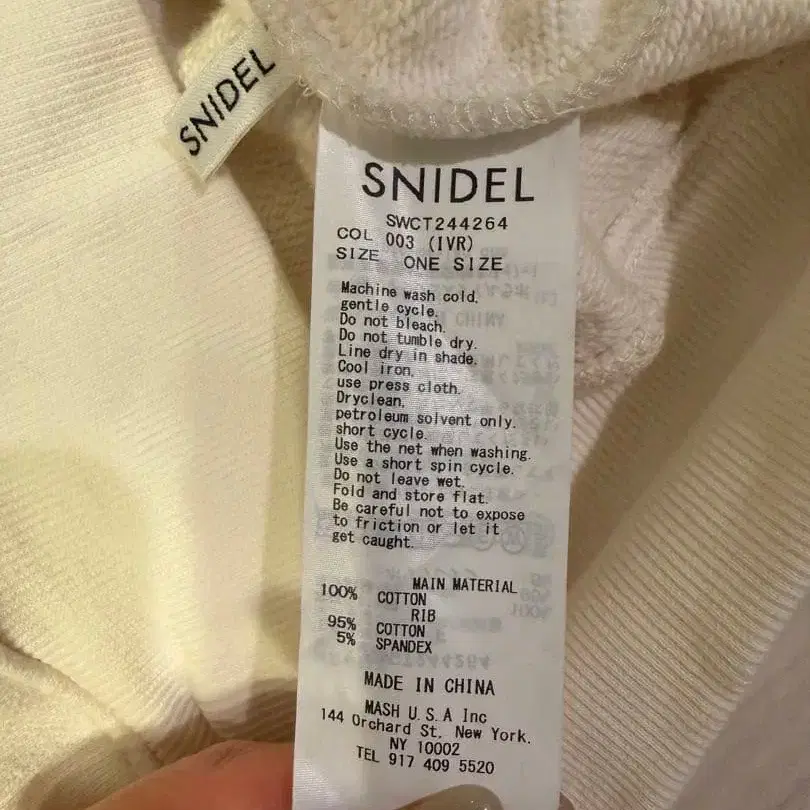 SNIDEL
SNIDEL
SWCT244264
COL 003 (IVR)
SIZE ONE SIZE
Machine wash cold,
gentle cycle.
Do not bleach.
Do not tumble dry.
Line dry in shade.
Cool iron,
use press cloth.
Dryclean,
petroleum solvent only.
short cycle.
Use the net when washing.
Use a short spin cycle.
Do not leave wet.
Fold and store flat.
Be careful not to expose
to friction or let it
get caught.
MAIN MATERIAL
100% COTTON
RIB
95% COTTON
5% SPANDEX
MADE IN CHINA
MASH U.S.A Inc
144 Orchard St. New York.
NY 10002
TEL 917 409 5520